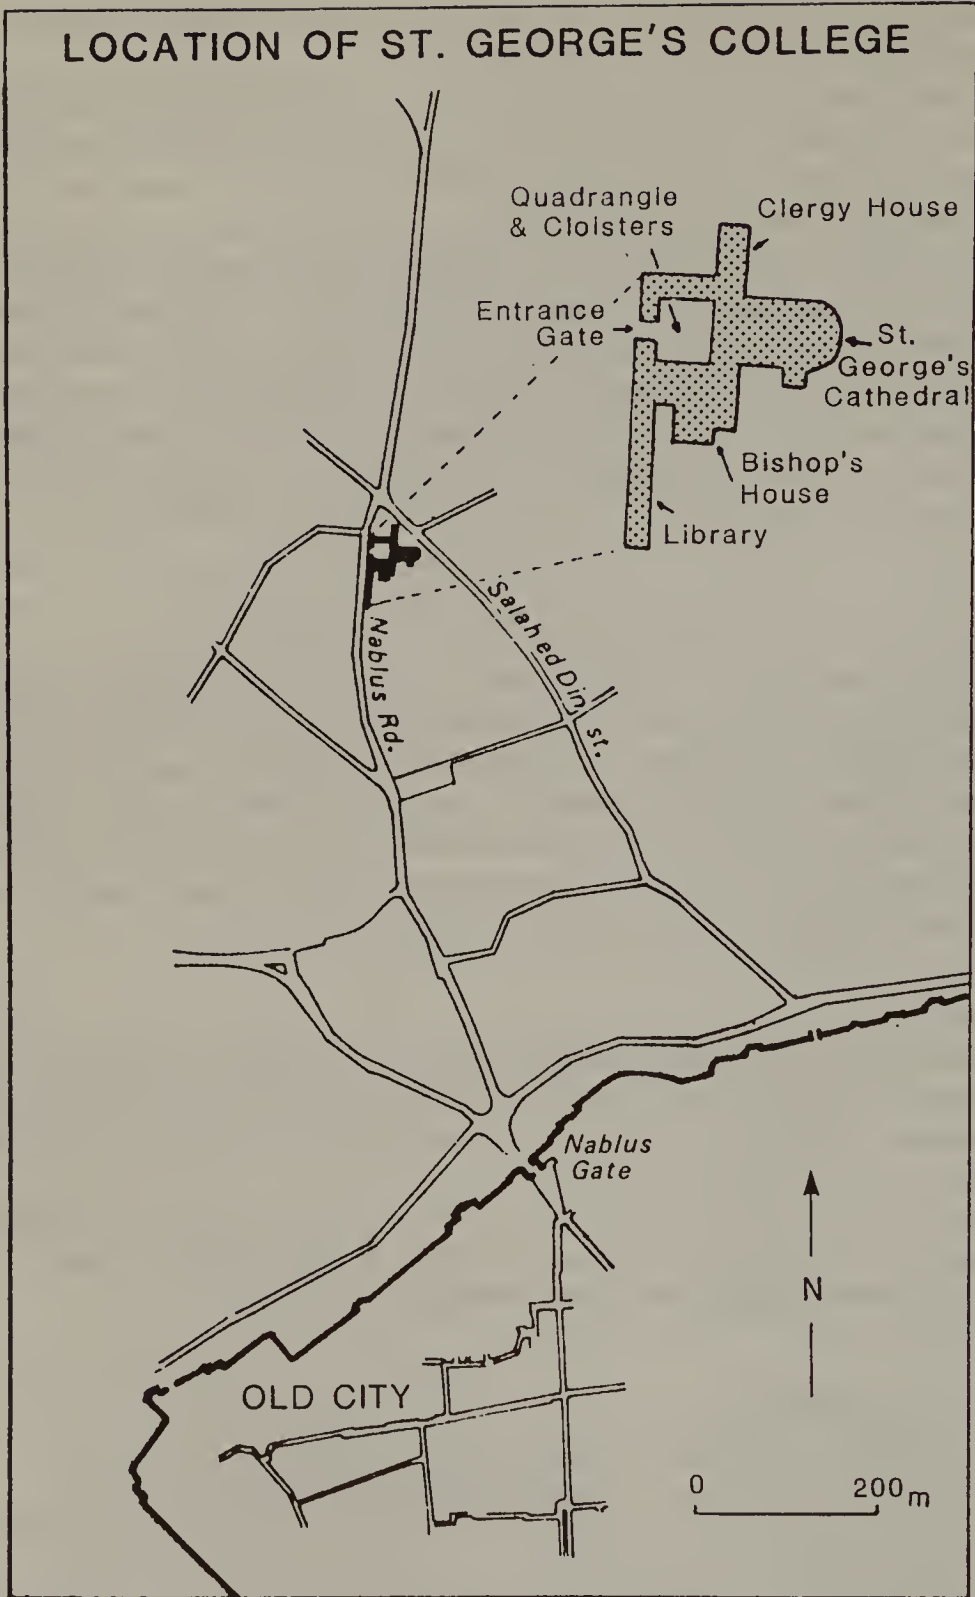 LOCATION OF ST. GEORGE'S COLLEGE
Quadrangle
& Cloisters
Clergy House
Entrance
Gate
St.
George's
Cathedral
Bishop's
House
Library
Salahed Din st.
Nablus Rd.
Nablus
Gate
N
OLD CITY
0 200m